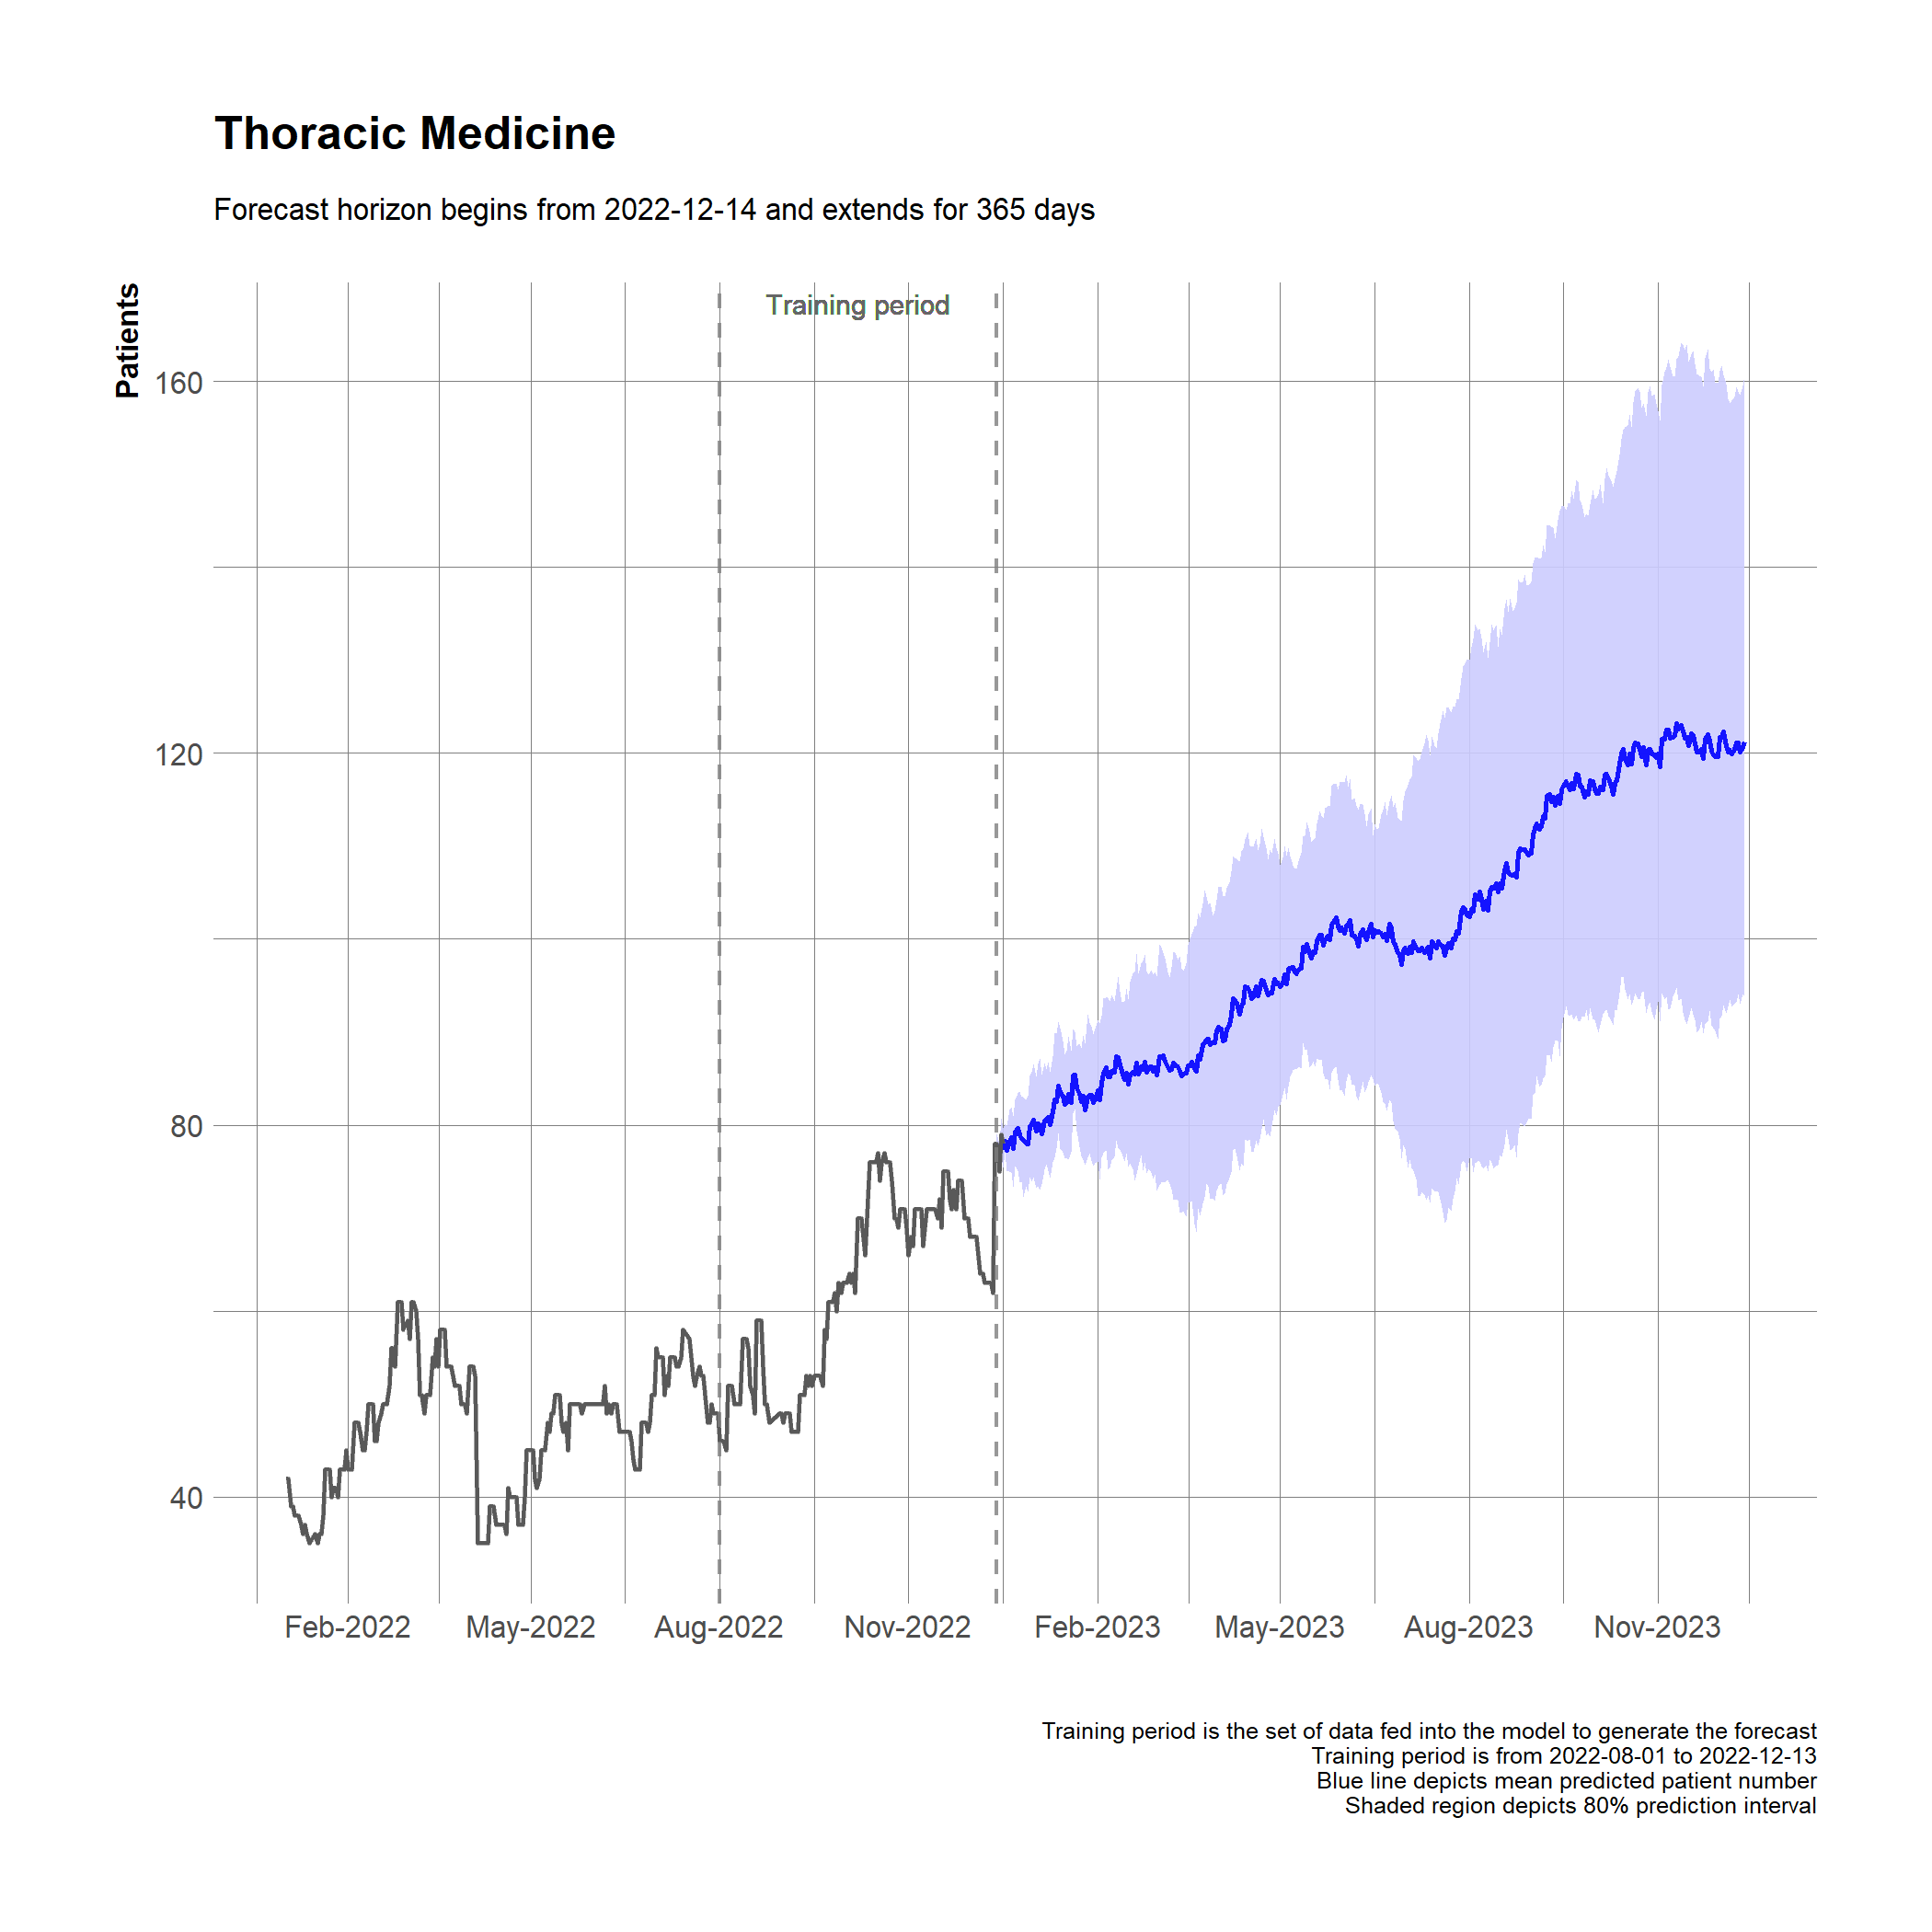 Thoracic Medicine
Forecast horizon begins from 2022-12-14 and extends for 365 days
Patients
Training period
160
120
80
40
Feb-2022
May-2022
Aug-2022
Nov-2022
Feb-2023
May-2023
Aug-2023
Nov-2023
Training period is the set of data fed into the model to generate the forecast
Training period is from 2022-08-01 to 2022-12-13
Blue line depicts mean predicted patient number
Shaded region depicts 80% prediction interval